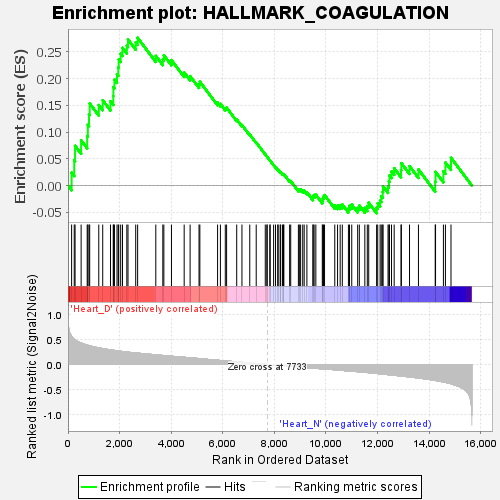 Enrichment plot: HALLMARK_COAGULATION
Enrichment score (ES)
0.25
0.20
0.15
0.10
0.05
0.00
-0.05
'Heart_D' (positively correlated)
Ranked list metric (Signal2Noise)
1.0
0.5
0.0
-0.5
-1.0
Zero cross at 7733
'Heart_N' (negatively correlated)
0
2,000
4,000
6,000
8,000
10,000
12,000
14,000
16,000
Rank in Ordered Dataset
Enrichment profile
Hits
Ranking metric scores